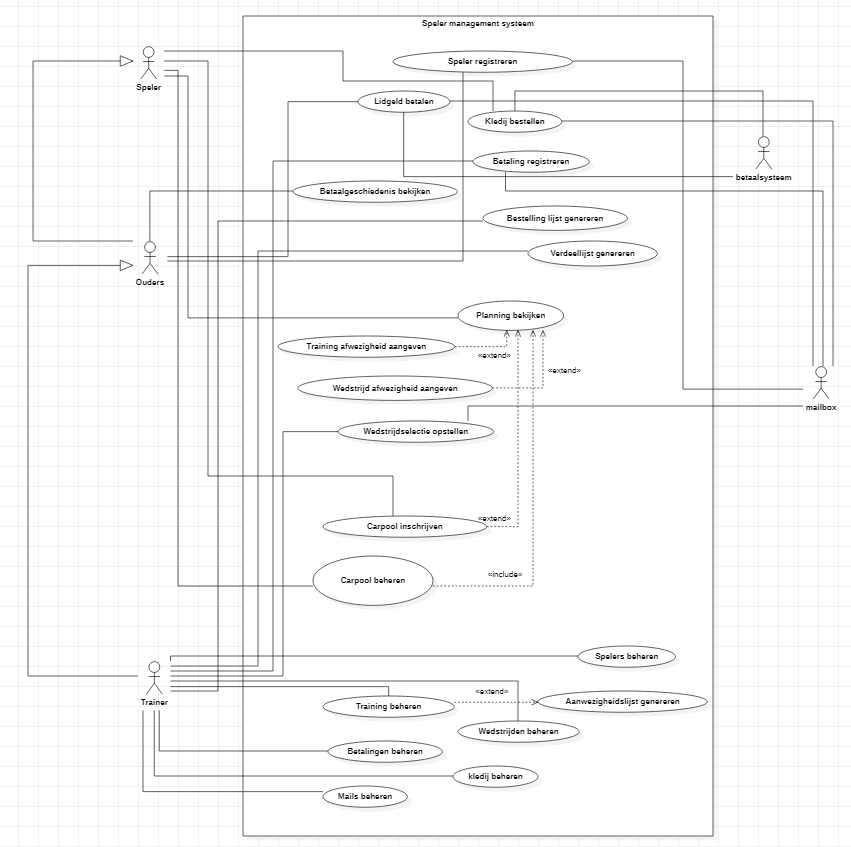 Speler management systeem
Speler registreren
Speler
Lidgeld betalen
Kledij bestellen
Betaling registreren
betaalsysteem
Betaalgeschiedenis bekijken
Bestelling lijst genereren
Verdeellijst genereren
Ouders
Planning bekijken
Training afwezigheid aangeven
«extend»
«extend»
Wedstrijd afwezigheid aangeven
mailbox
Wedstrijdselectie opstellen
«extend»
Carpool inschrijven
«include»
Carpool beheren
Spelers beheren
«extend»
Trainer
Training beheren
Aanwezigheidslijst genereren
Wedstrijden beheren
Betalingen beheren
kledij beheren
Mails beheren